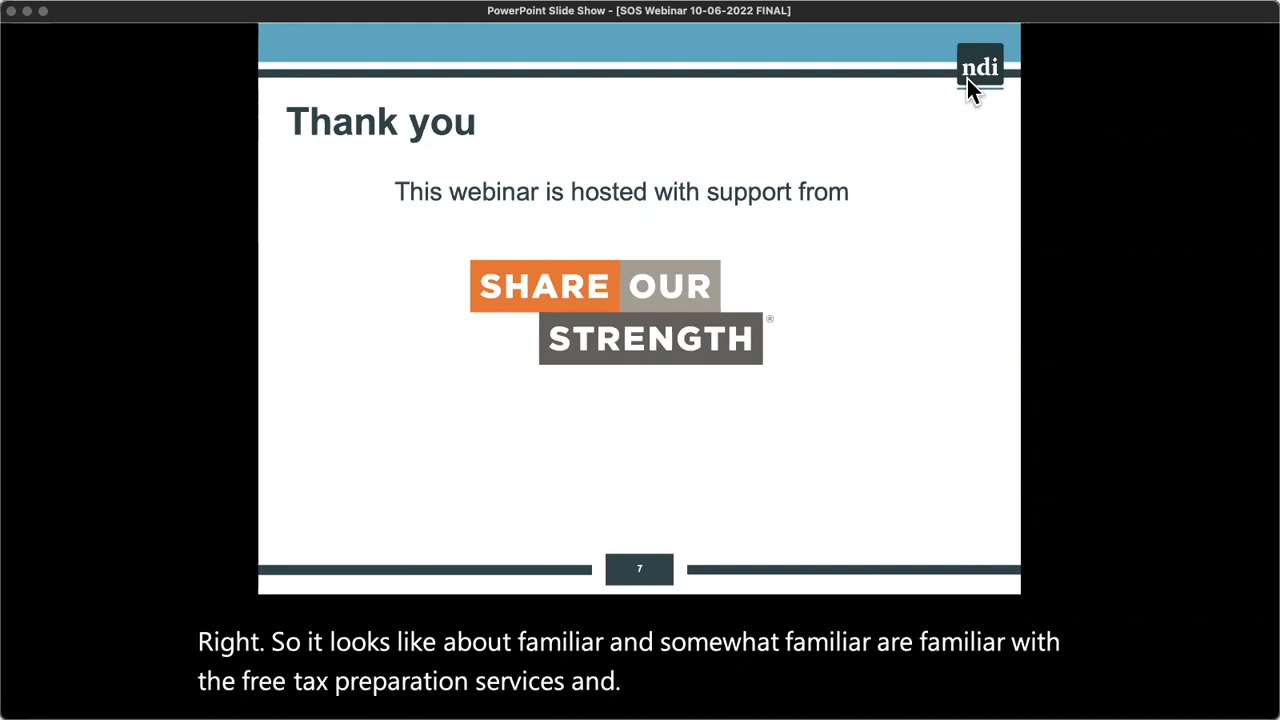 PowerPoint Slide Show - [SOS Webinar 10-06-2022 FINAL]
ndi
Thank you
This webinar is hosted with support from
SHARE OUR
STRENGTH®
7
Right. So it looks like about familiar and somewhat familiar are familiar with
the free tax preparation services and.